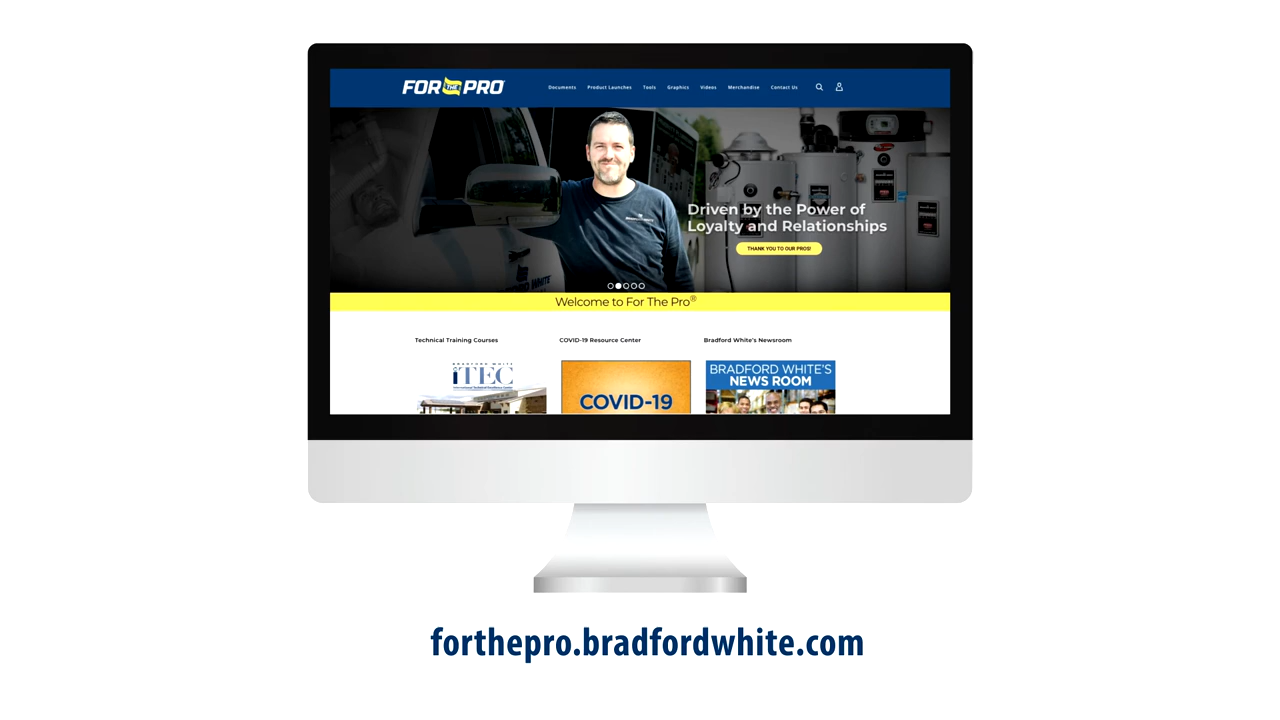 FOR THE PRO
Documents Product Launches Tools Graphics Videos Merchandise Contact Us
Driven by the Power of
Loyalty and Relationships
THANK YOU TO OUR PROS!
Welcome to For The Pro®
Technical Training Courses COVID-19 Resource Center Bradford White's Newsroom
BRADFORD WHITE
iTEC
COVID-19
BRADFORD WHITE'S
NEWS ROOM
forthepro.bradfordwhite.com